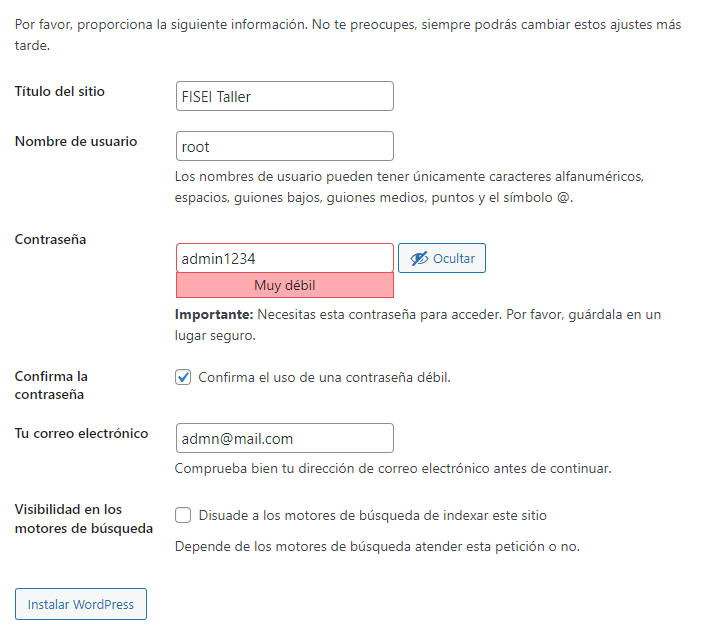 Por favor, proporciona la siguiente información. No te preocupes, siempre podrás cambiar estos ajustes más
tarde.
Título del sitio
FISEI Taller
Nombre de usuario
root
Los nombres de usuario pueden tener únicamente caracteres alfanuméricos,
espacios, guiones bajos, guiones medios, puntos y el símbolo @.
Contraseña
admin1234
Ocultar
Muy débil
Importante: Necesitas esta contraseña para acceder. Por favor, guárdala en un
lugar seguro.
Confirma la
contraseña
Confirma el uso de una contraseña débil.
Tu correo electrónico
admn@mail.com
Comprueba bien tu dirección de correo electrónico antes de continuar.
Visibilidad en los
motores de búsqueda
Disuade a los motores de búsqueda de indexar este sitio
Depende de los motores de búsqueda atender esta petición o no.
Instalar WordPress